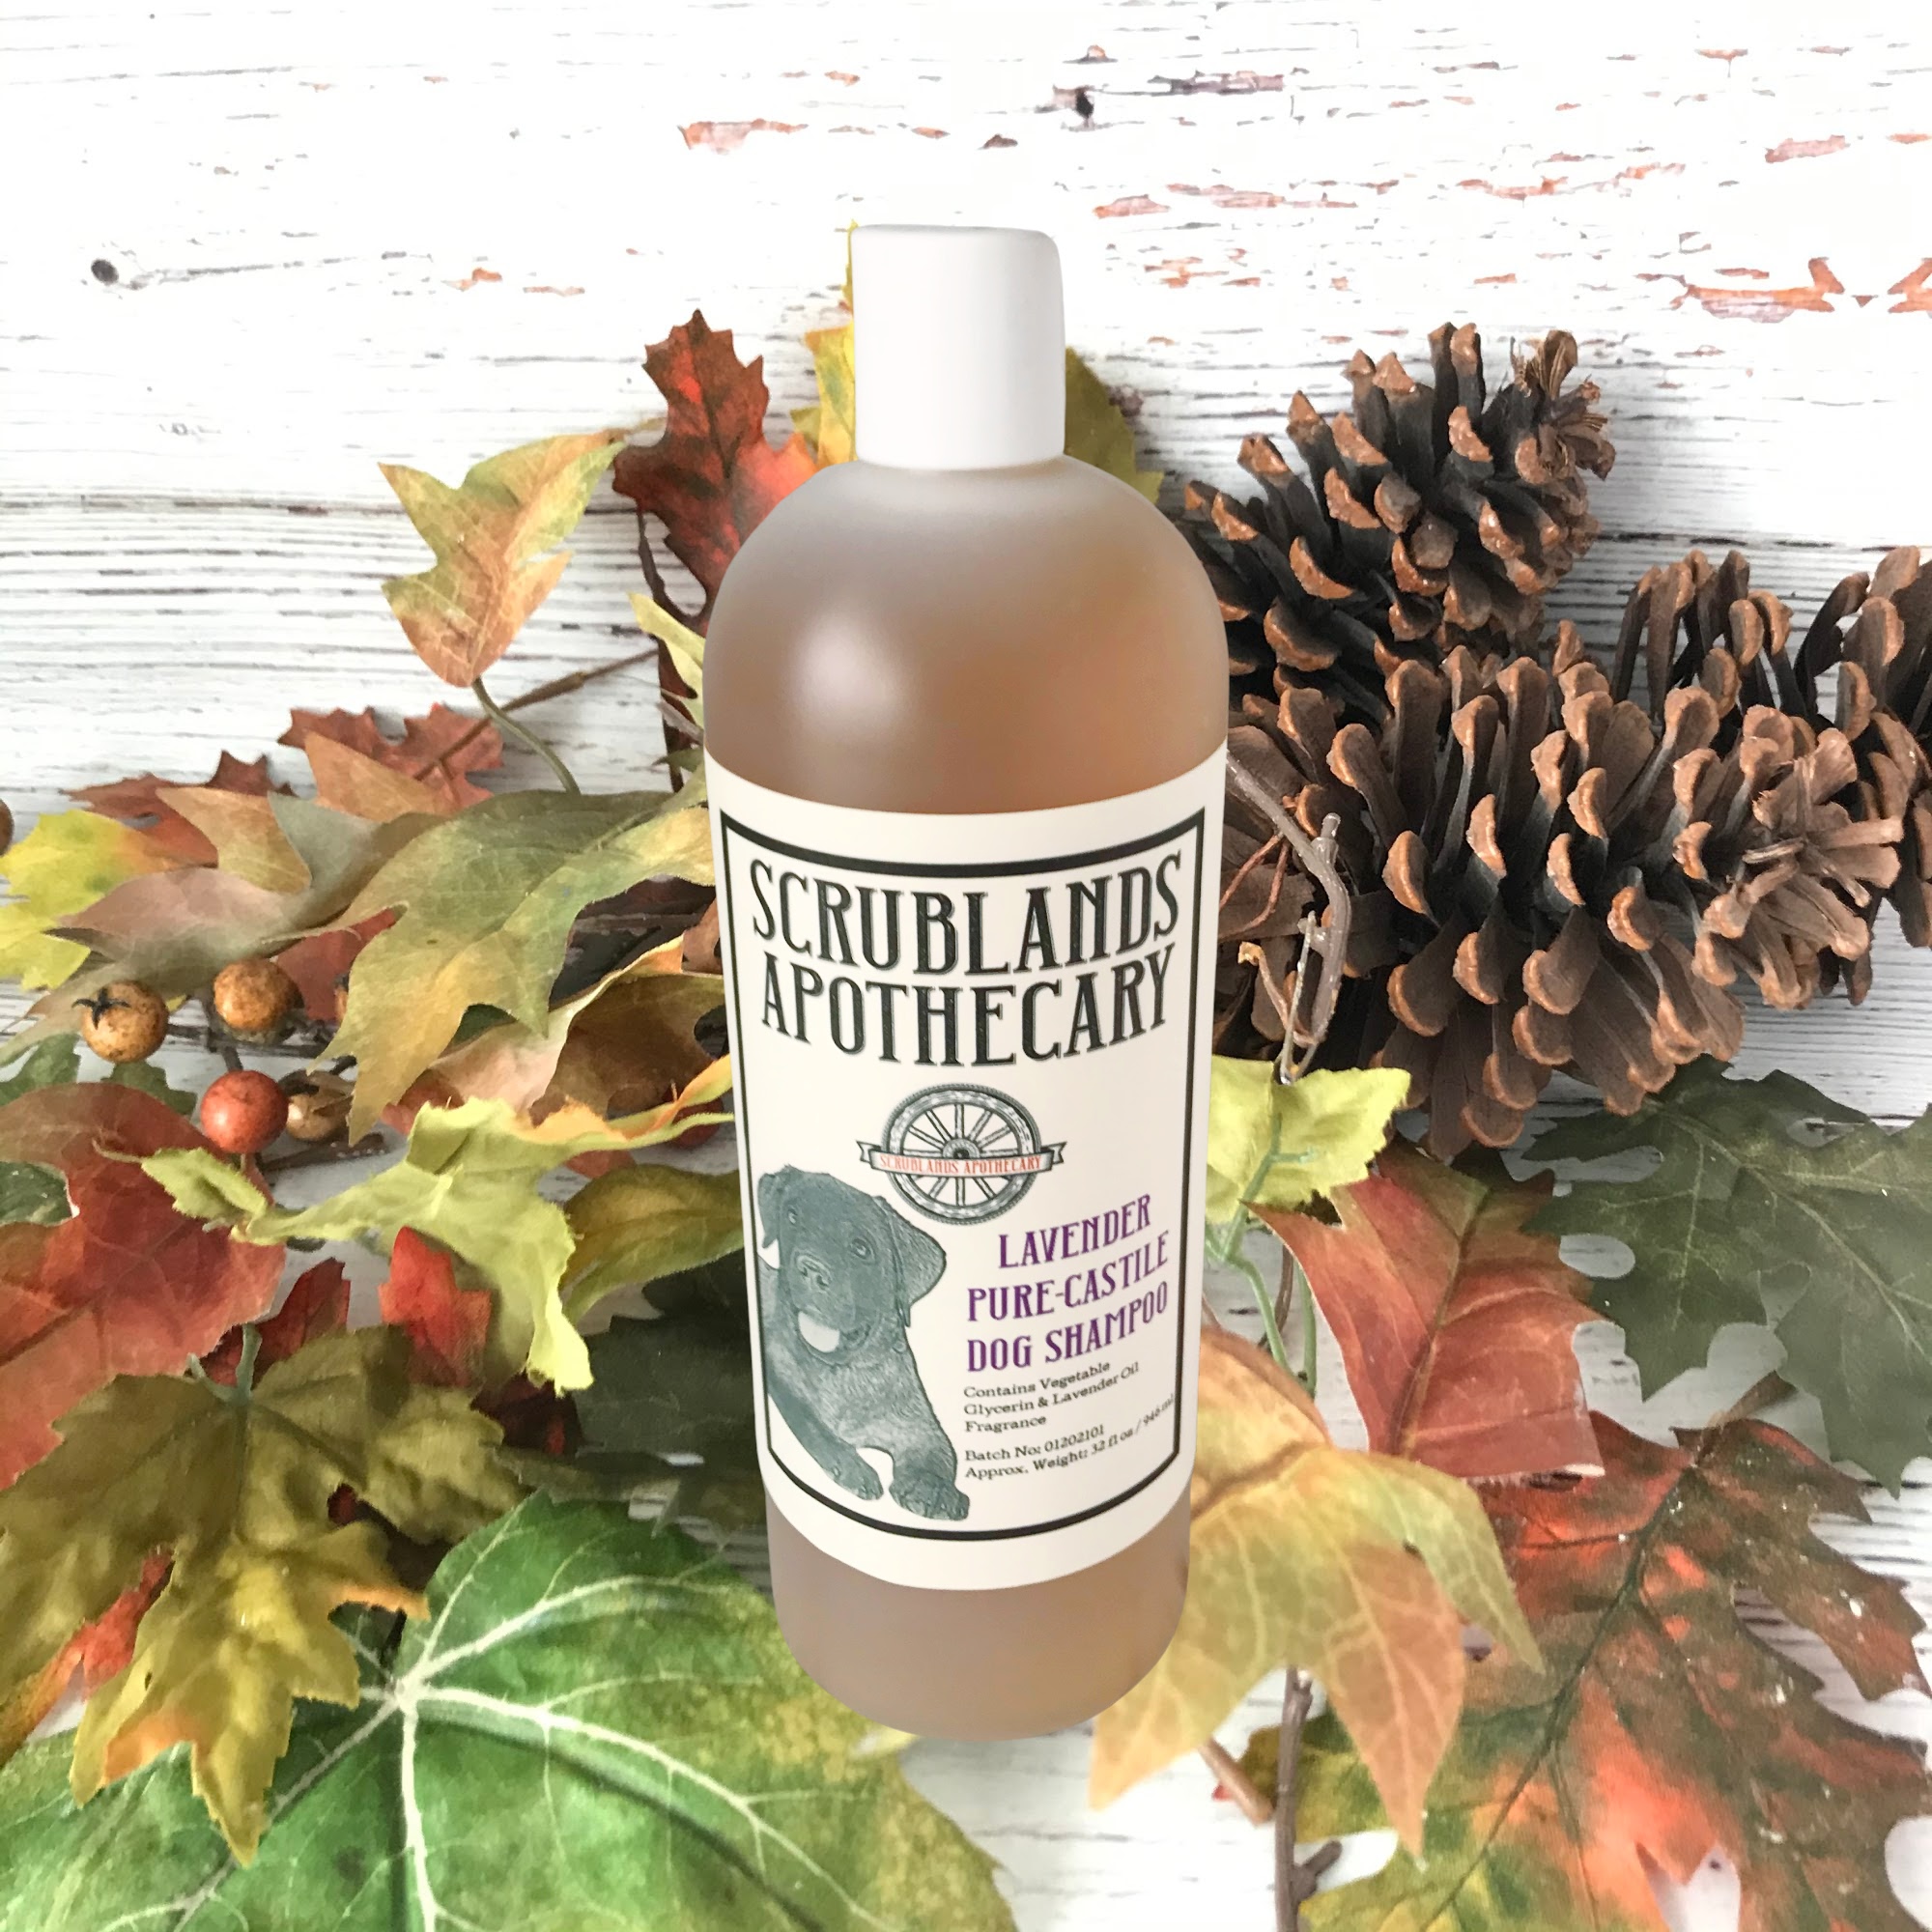 SCRUBLANDS
APOTHECARY
SCRUBLANDS APOTHECARY
LAVENDER
PURE-CASTILE
DOG SHAMPOO
Contains Vegetable
Glycerin & Lavender Oil
Fragrance
Batch No: 01202101
Approx. Weight: 32 fl oz / 946 ml